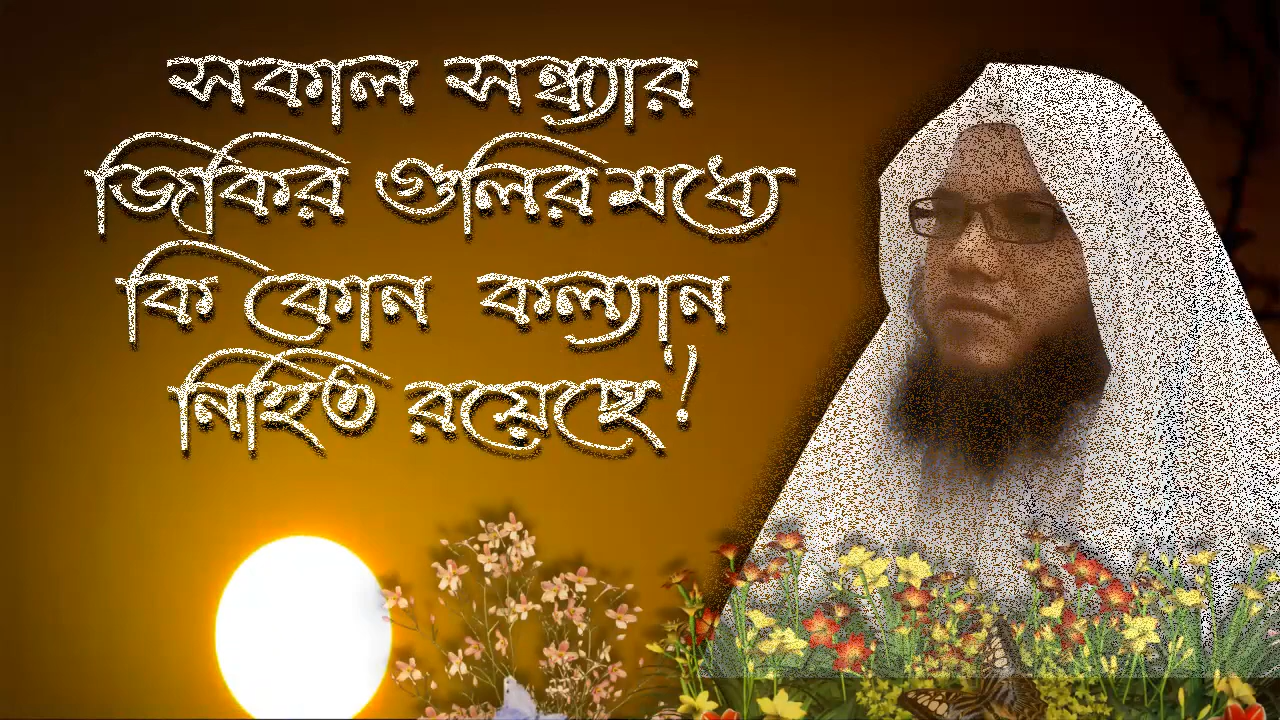 সকাল সন্ধ্যার
জিকির গুলির মধ্যে
কি কোন কল্যান
নিহিত রয়েছে !